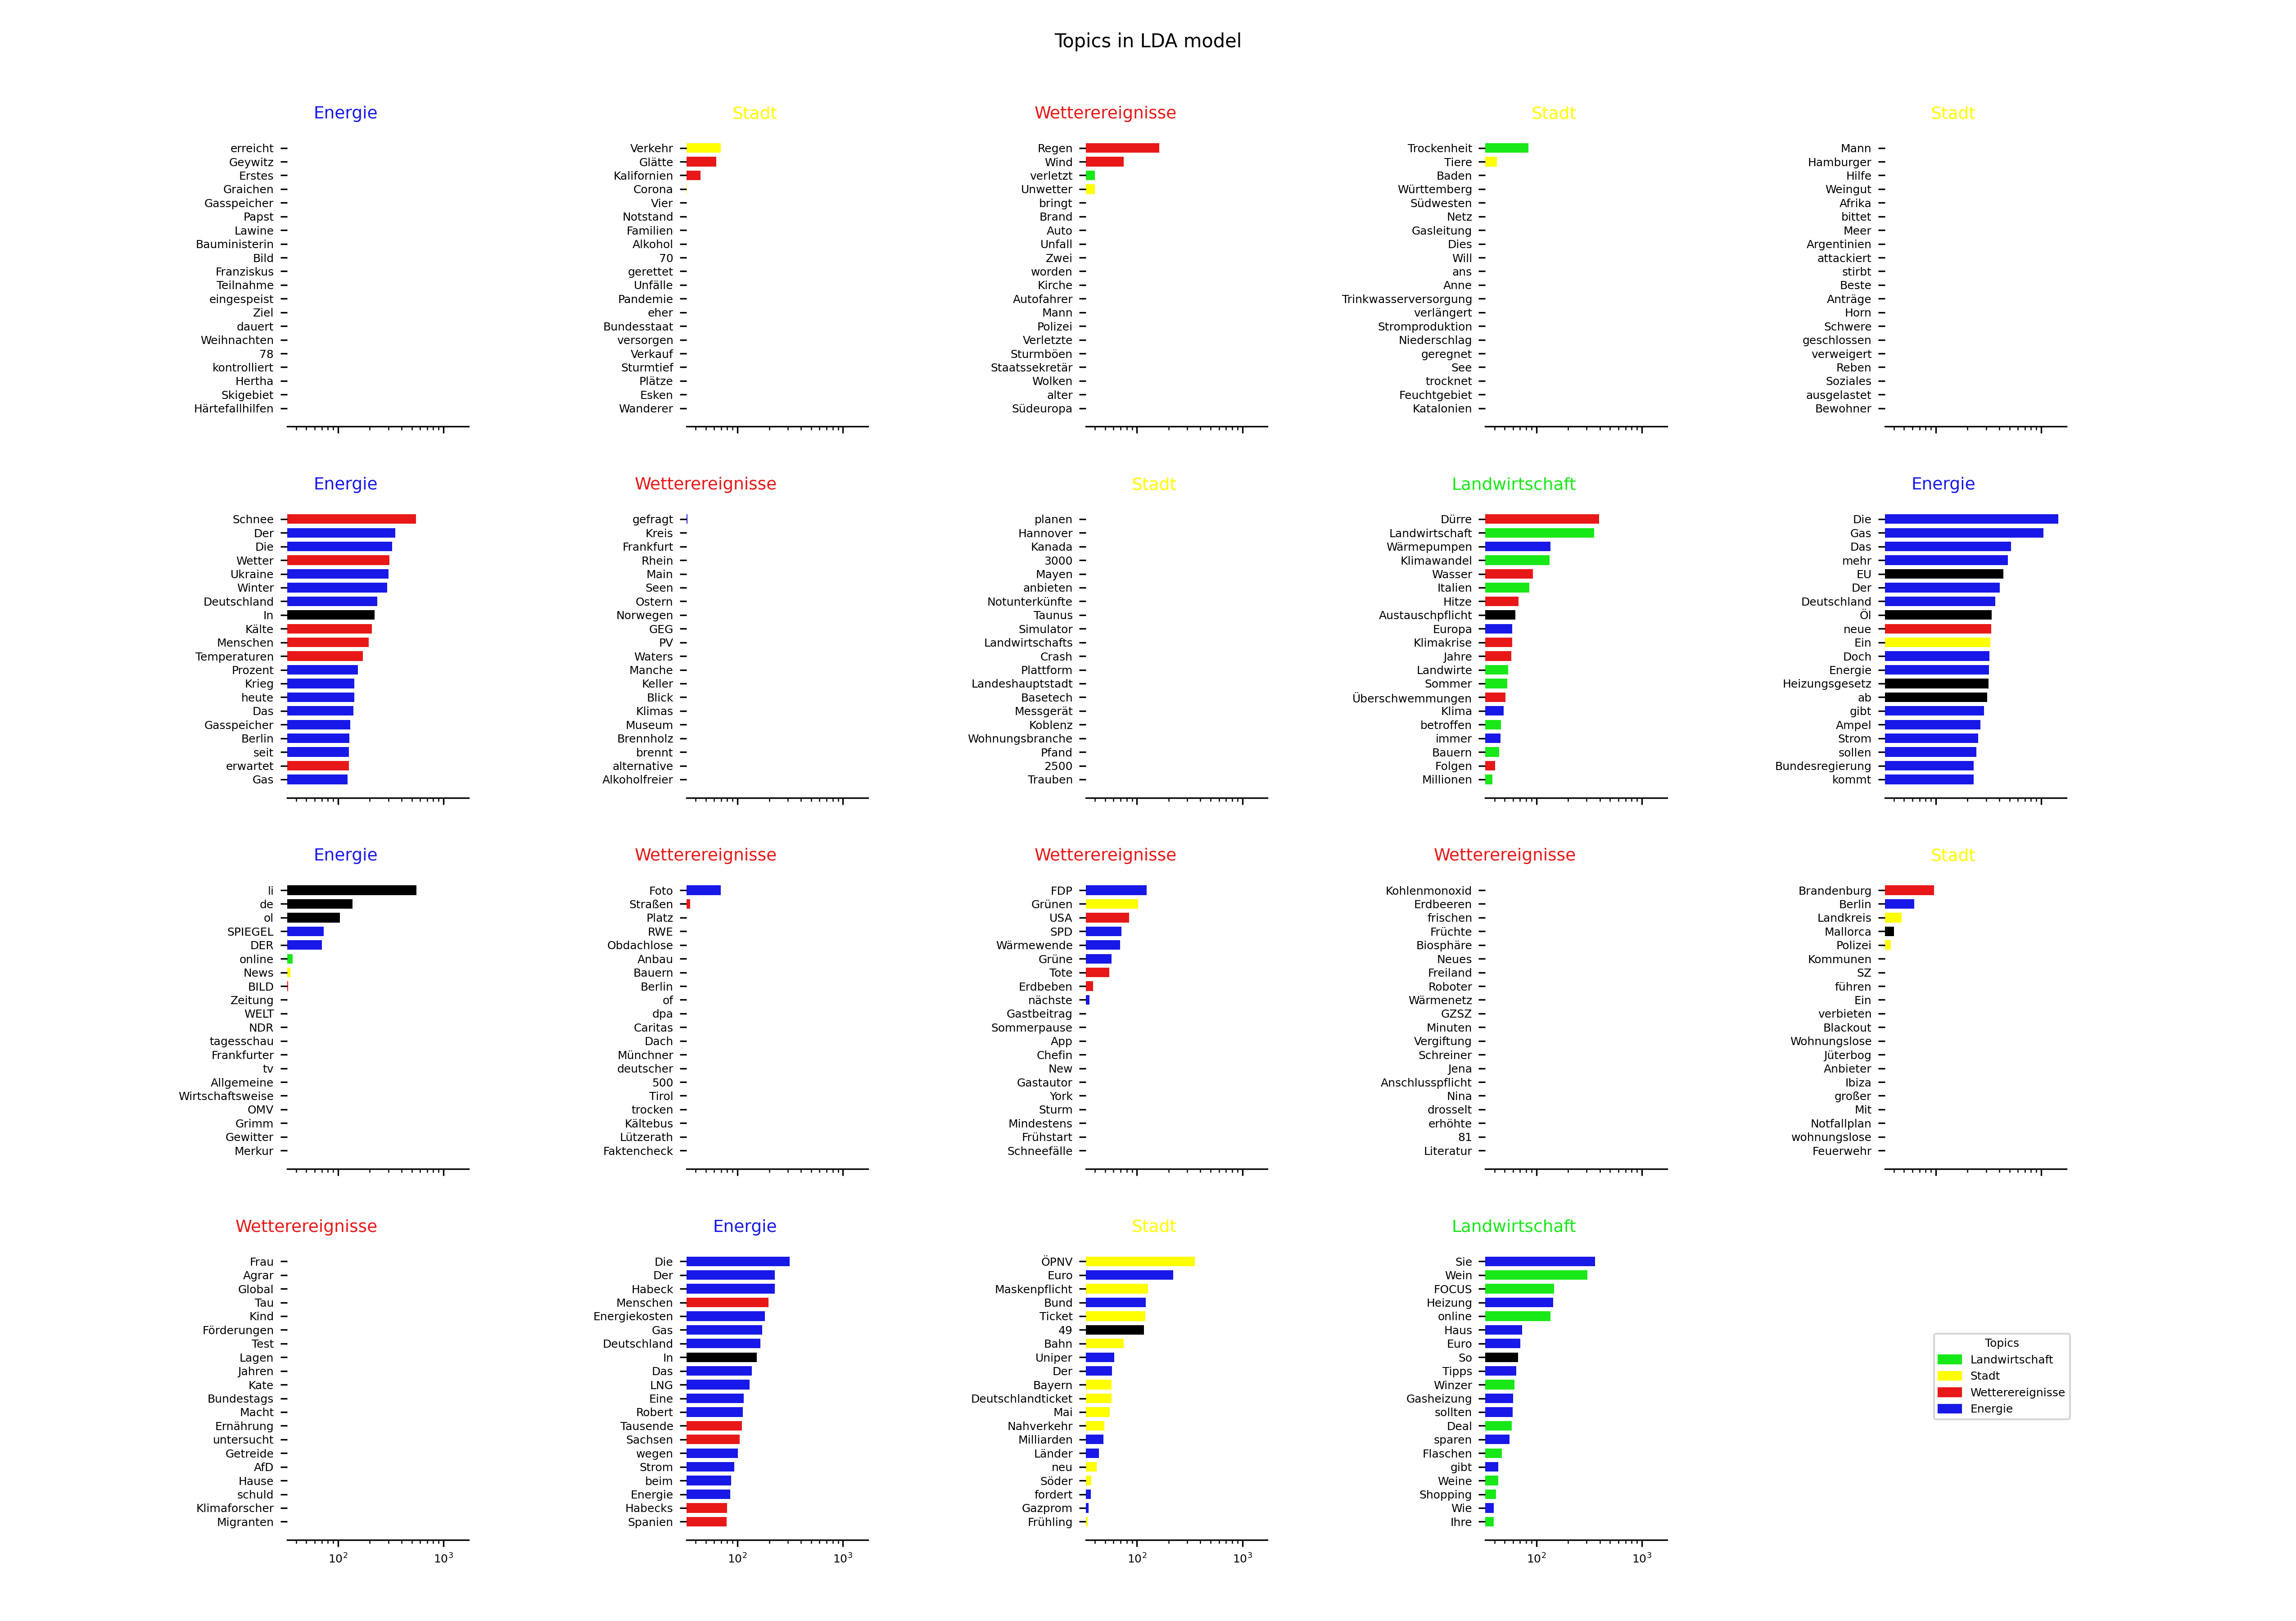 Topics in LDA model
Energie
erreicht
Geywitz
Erstes
Graichen
Gasspeicher
Papst
Lawine
Bauministerin
Bild
Franziskus
Teilnahme
eingespeist
Ziel
dauert
Weihnachten
78
kontrolliert
Hertha
Skigebiet
Härtefallhilfen
Stadt
Verkehr
Glätte
Kalifornien
Corona
Vier
Notstand
Familien
Alkohol
70
gerettet
Unfälle
Pandemie
eher
Bundesstaat
versorgen
Verkauf
Sturmtief
Plätze
Esken
Wanderer
Wetterereignisse
Regen
Wind
verletzt
Unwetter
bringt
Brand
Auto
Unfall
Zwei
worden
Kirche
Autofahrer
Mann
Polizei
Verletzte
Sturmböen
Staatssekretär
Wolken
alter
Südeuropa
Stadt
Trockenheit
Tiere
Baden
Württemberg
Südwesten
Netz
Gasleitung
Dies
Will
ans
Anne
Trinkwasserversorgung
verlängert
Stromproduktion
Niederschlag
geregnet
See
trocknet
Feuchtgebiet
Katalonien
Stadt
Mann
Hamburger
Hilfe
Weingut
Afrika
bittet
Meer
Argentinien
attackiert
stirbt
Beste
Anträge
Horn
Schwere
geschlossen
verweigert
Reben
Soziales
ausgelastet
Bewohner
Energie
Schnee
Der
Die
Wetter
Ukraine
Winter
Deutschland
In
Kälte
Menschen
Temperaturen
Prozent
Krieg
heute
Das
Gasspeicher
Berlin
seit
erwartet
Gas
Wetterereignisse
gefragt
Kreis
Frankfurt
Rhein
Main
Seen
Ostern
Norwegen
GEG
PV
Waters
Manche
Keller
Blick
Klimas
Museum
Brennholz
brennt
alternative
Alkoholfreier
Stadt
planen
Hannover
Kanada
3000
Mayen
anbieten
Notunterkünfte
Taunus
Simulator
Landwirtschafts
Crash
Plattform
Landeshauptstadt
Basetech
Messgerät
Koblenz
Wohnungsbranche
Pfand
2500
Trauben
Landwirtschaft
Dürre
Landwirtschaft
Wärmepumpen
Klimawandel
Wasser
Italien
Hitze
Austauschpflicht
Europa
Klimakrise
Jahre
Landwirte
Sommer
Überschwemmungen
Klima
betroffen
immer
Bauern
Folgen
Millionen
Energie
Die
Gas
Das
mehr
EU
Der
Deutschland
Öl
neue
Ein
Doch
Energie
Heizungsgesetz
ab
gibt
Ampel
Strom
sollen
Bundesregierung
kommt
Energie
li
de
ol
SPIEGEL
DER
online
News
BILD
Zeitung
WELT
NDR
tagesschau
Frankfurter
tv
Allgemeine
Wirtschaftsweise
OMV
Grimm
Gewitter
Merkur
Wetterereignisse
Foto
Straßen
Platz
RWE
Obdachlose
Anbau
Bauern
Berlin
of
dpa
Caritas
Dach
Münchner
deutscher
500
Tirol
trocken
Kältebus
Lützerath
Faktencheck
Wetterereignisse
FDP
Grünen
USA
SPD
Wärmewende
Grüne
Tote
Erdbeben
nächste
Gastbeitrag
Sommerpause
App
Chefin
New
Gastautor
York
Sturm
Mindestens
Frühstart
Schneefälle
Wetterereignisse
Kohlenmonoxid
Erdbeeren
frischen
Früchte
Biosphäre
Neues
Freiland
Roboter
Wärmenetz
GZSZ
Minuten
Vergiftung
Schreiner
Jena
Anschlusspflicht
Nina
drosselt
erhöhte
81
Literatur
Stadt
Brandenburg
Berlin
Landkreis
Mallorca
Polizei
Kommunen
SZ
führen
Ein
verbieten
Blackout
Wohnungslose
Jüterbog
Anbieter
Ibiza
großer
Mit
Notfallplan
wohnungslose
Feuerwehr
Wetterereignisse
Frau
Agrar
Global
Tau
Kind
Förderungen
Test
Lagen
Jahren
Kate
Bundestags
Macht
Ernährung
untersucht
Getreide
AfD
Hause
schuld
Klimaforscher
Migranten
10² 10³
Energie
Die
Der
Habeck
Menschen
Energiekosten
Gas
Deutschland
In
Das
LNG
Eine
Robert
Tausende
Sachsen
wegen
Strom
beim
Energie
Habecks
Spanien
10² 10³
Stadt
ÖPNV
Euro
Maskenpflicht
Bund
Ticket
49
Bahn
Uniper
Der
Bayern
Deutschlandticket
Mai
Nahverkehr
Milliarden
Länder
neu
Söder
fordert
Gazprom
Frühling
10² 10³
Landwirtschaft
Sie
Wein
FOCUS
Heizung
online
Haus
Euro
So
Tipps
Winzer
Gasheizung
sollten
Deal
sparen
Flaschen
gibt
Weine
Shopping
Wie
Ihre
10² 10³
Topics
Landwirtschaft
Stadt
Wetterereignisse
Energie